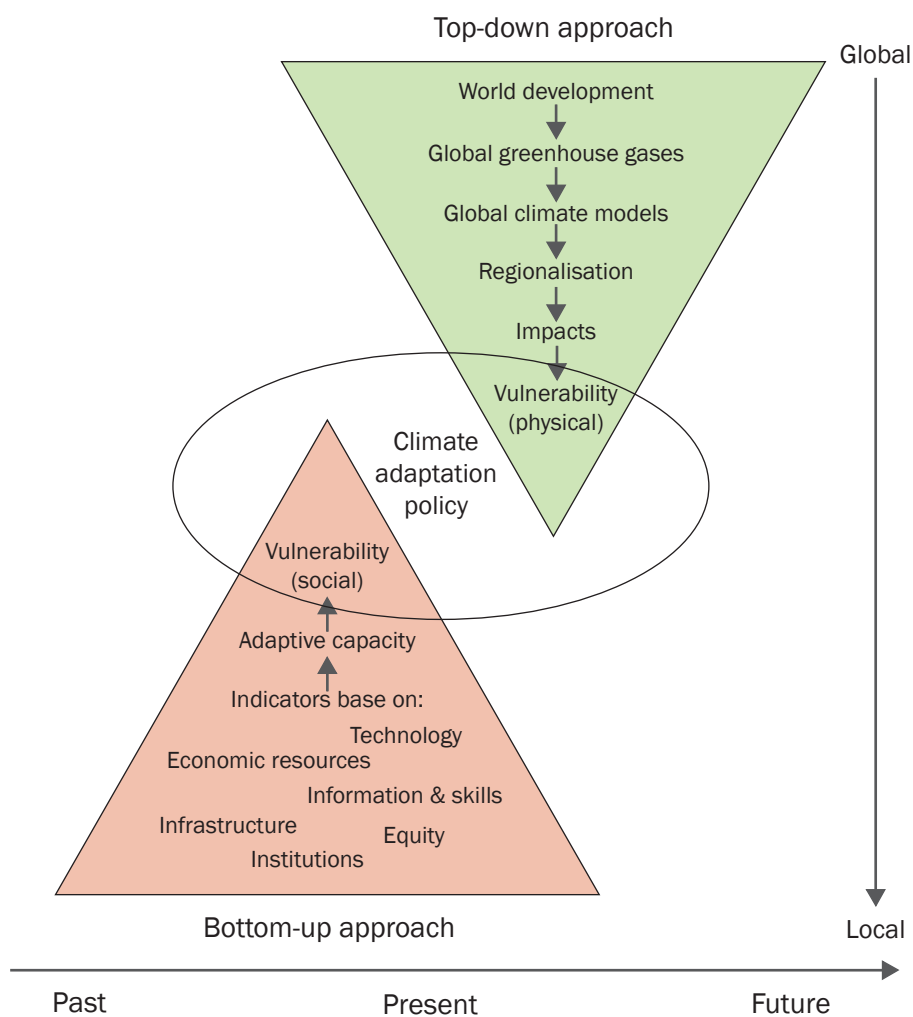 Top-down approach
Global
World development
Global greenhouse gases
Global climate models
Regionalisation
Impacts
Vulnerability
(physical)
Climate
adaptation
policy
Vulnerability
(social)
Adaptive capacity
Indicators base on:
Technology
Economic resources
Information & skills
Infrastructure
Equity
Institutions
Bottom-up approach
Local
Past
Present
Future